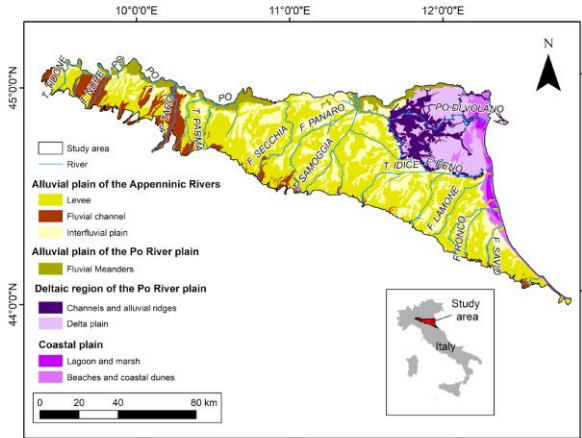 10°0'0"E
11°0'0"E
12°0'0"E
N
45°0'0"N
44°0'0"N
T. TIDONE
F. NURE
PO
PO
F. TARO
T. PARMA
PO
F. SECCHIA
F. PANARO
F. SAMOGGIA
PO DI VOLANO
T. IDICE
F. RENO
F. LAMONE
F. RONCO
F. SAVIO
Study area
River
Alluvial plain of the Appenninic Rivers
Levee
Fluvial channel
Interfluvial plain
Alluvial plain of the Po River plain
Fluvial Meanders
Deltaic region of the Po River plain
Channels and alluvial ridges
Delta plain
Coastal plain
Lagoon and marsh
Beaches and coastal dunes
0 20 40 80 km
Study
area
Italy